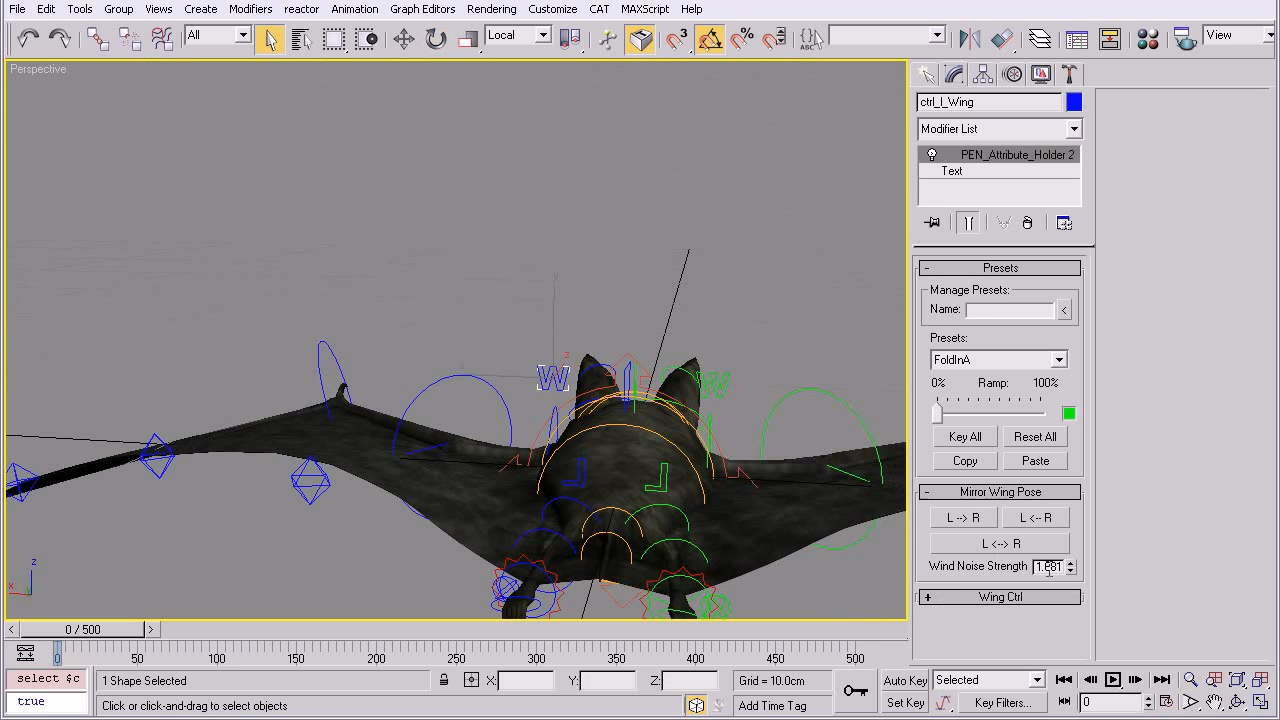 File Edit Tools Group Views Create Modifiers reactor Animation Graph Editors Rendering Customize CAT MAXScript Help
All Local 3 % ABC View
Perspective
ctrl_l_Wing
Modifier List
PEN_Attribute_Holder 2
Text
- Presets
Manage Presets:
Name: <
Presets:
FoldInA
0% Ramp: 100%
Key All Reset All
Copy Paste
- Mirror Wing Pose
L --> R L <-- R
L <--> R
Wind Noise Strength
+ Wing Ctrl
y
z
x
W W
L L
z
x
< 0 / 500 >
0 50 100 150 200 250 300 350 400 450 500
select $c 1 Shape Selected X: Y: Z: Grid = 10.0cm Auto Key Selected
true Click or click-and-drag to select objects Add Time Tag Set Key Key Filters... 0